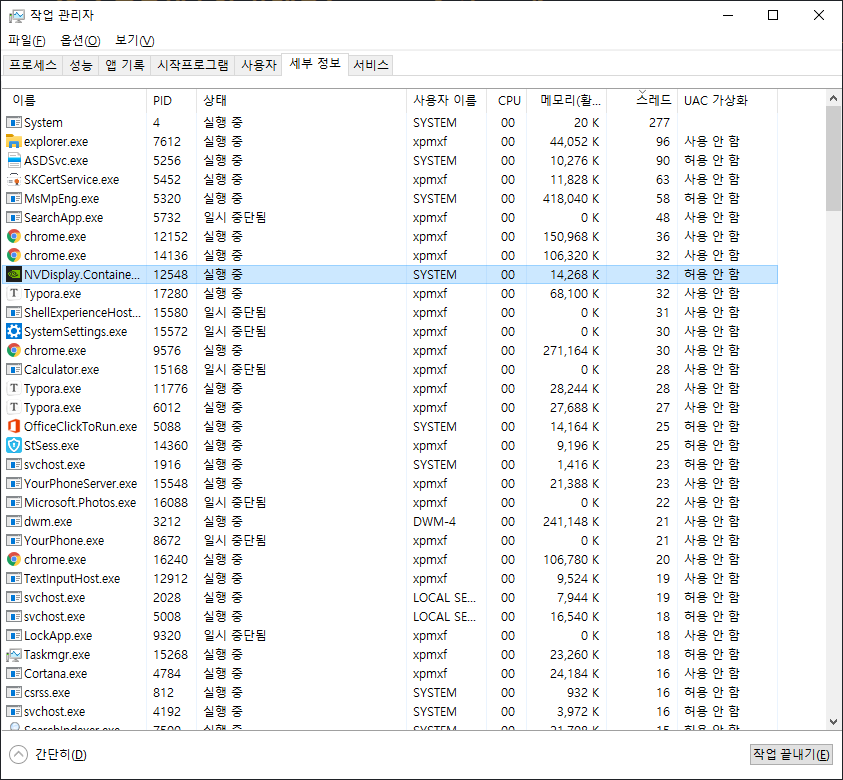 작업 관리자
파일(F) 옵션(O) 보기(V)
프로세스 성능 앱 기록 시작프로그램 사용자 세부 정보 서비스
이름 PID 상태 사용자 이름 CPU 메모리(활... 스레드 UAC 가상화
System 4 실행 중 SYSTEM 00 20 K 277
explorer.exe 7612 실행 중 xpmxf 00 44,052 K 96 사용 안 함
ASDSvc.exe 5256 실행 중 SYSTEM 00 10,276 K 90 허용 안 함
SKCertService.exe 5452 실행 중 xpmxf 00 11,828 K 63 사용 안 함
MsMpEng.exe 5320 실행 중 SYSTEM 00 418,040 K 58 허용 안 함
SearchApp.exe 5732 일시 중단됨 xpmxf 00 0 K 48 사용 안 함
chrome.exe 12152 실행 중 xpmxf 00 150,968 K 36 사용 안 함
chrome.exe 14136 실행 중 xpmxf 00 106,320 K 32 사용 안 함
NVDisplay.Containe... 12548 실행 중 SYSTEM 00 14,268 K 32 허용 안 함
Typora.exe 17280 실행 중 xpmxf 00 68,100 K 32 사용 안 함
ShellExperienceHost... 15580 일시 중단됨 xpmxf 00 0 K 31 사용 안 함
SystemSettings.exe 15572 일시 중단됨 xpmxf 00 0 K 30 사용 안 함
chrome.exe 9576 실행 중 xpmxf 00 271,164 K 30 사용 안 함
Calculator.exe 15168 일시 중단됨 xpmxf 00 0 K 28 사용 안 함
Typora.exe 11776 실행 중 xpmxf 00 28,244 K 28 사용 안 함
Typora.exe 6012 실행 중 xpmxf 00 27,688 K 27 사용 안 함
OfficeClickToRun.exe 5088 실행 중 SYSTEM 00 14,164 K 25 허용 안 함
StSess.exe 14360 실행 중 xpmxf 00 9,196 K 25 허용 안 함
svchost.exe 1916 실행 중 SYSTEM 00 1,416 K 23 허용 안 함
YourPhoneServer.exe 15548 실행 중 xpmxf 00 21,388 K 23 사용 안 함
Microsoft.Photos.exe 16088 일시 중단됨 xpmxf 00 0 K 22 사용 안 함
dwm.exe 3212 실행 중 DWM-4 00 241,148 K 21 사용 안 함
YourPhone.exe 8672 일시 중단됨 xpmxf 00 0 K 21 사용 안 함
chrome.exe 16240 실행 중 xpmxf 00 106,780 K 20 사용 안 함
TextInputHost.exe 12912 실행 중 xpmxf 00 9,524 K 19 사용 안 함
svchost.exe 2028 실행 중 LOCAL SE... 00 7,944 K 19 허용 안 함
svchost.exe 5008 실행 중 LOCAL SE... 00 16,540 K 18 허용 안 함
LockApp.exe 9320 일시 중단됨 xpmxf 00 0 K 18 사용 안 함
Taskmgr.exe 15268 실행 중 xpmxf 00 23,260 K 18 허용 안 함
Cortana.exe 4784 실행 중 xpmxf 00 24,184 K 16 사용 안 함
csrss.exe 812 실행 중 SYSTEM 00 932 K 16 허용 안 함
svchost.exe 4192 실행 중 SYSTEM 00 3,972 K 16 허용 안 함
간단히(D) 작업 끝내기(E)